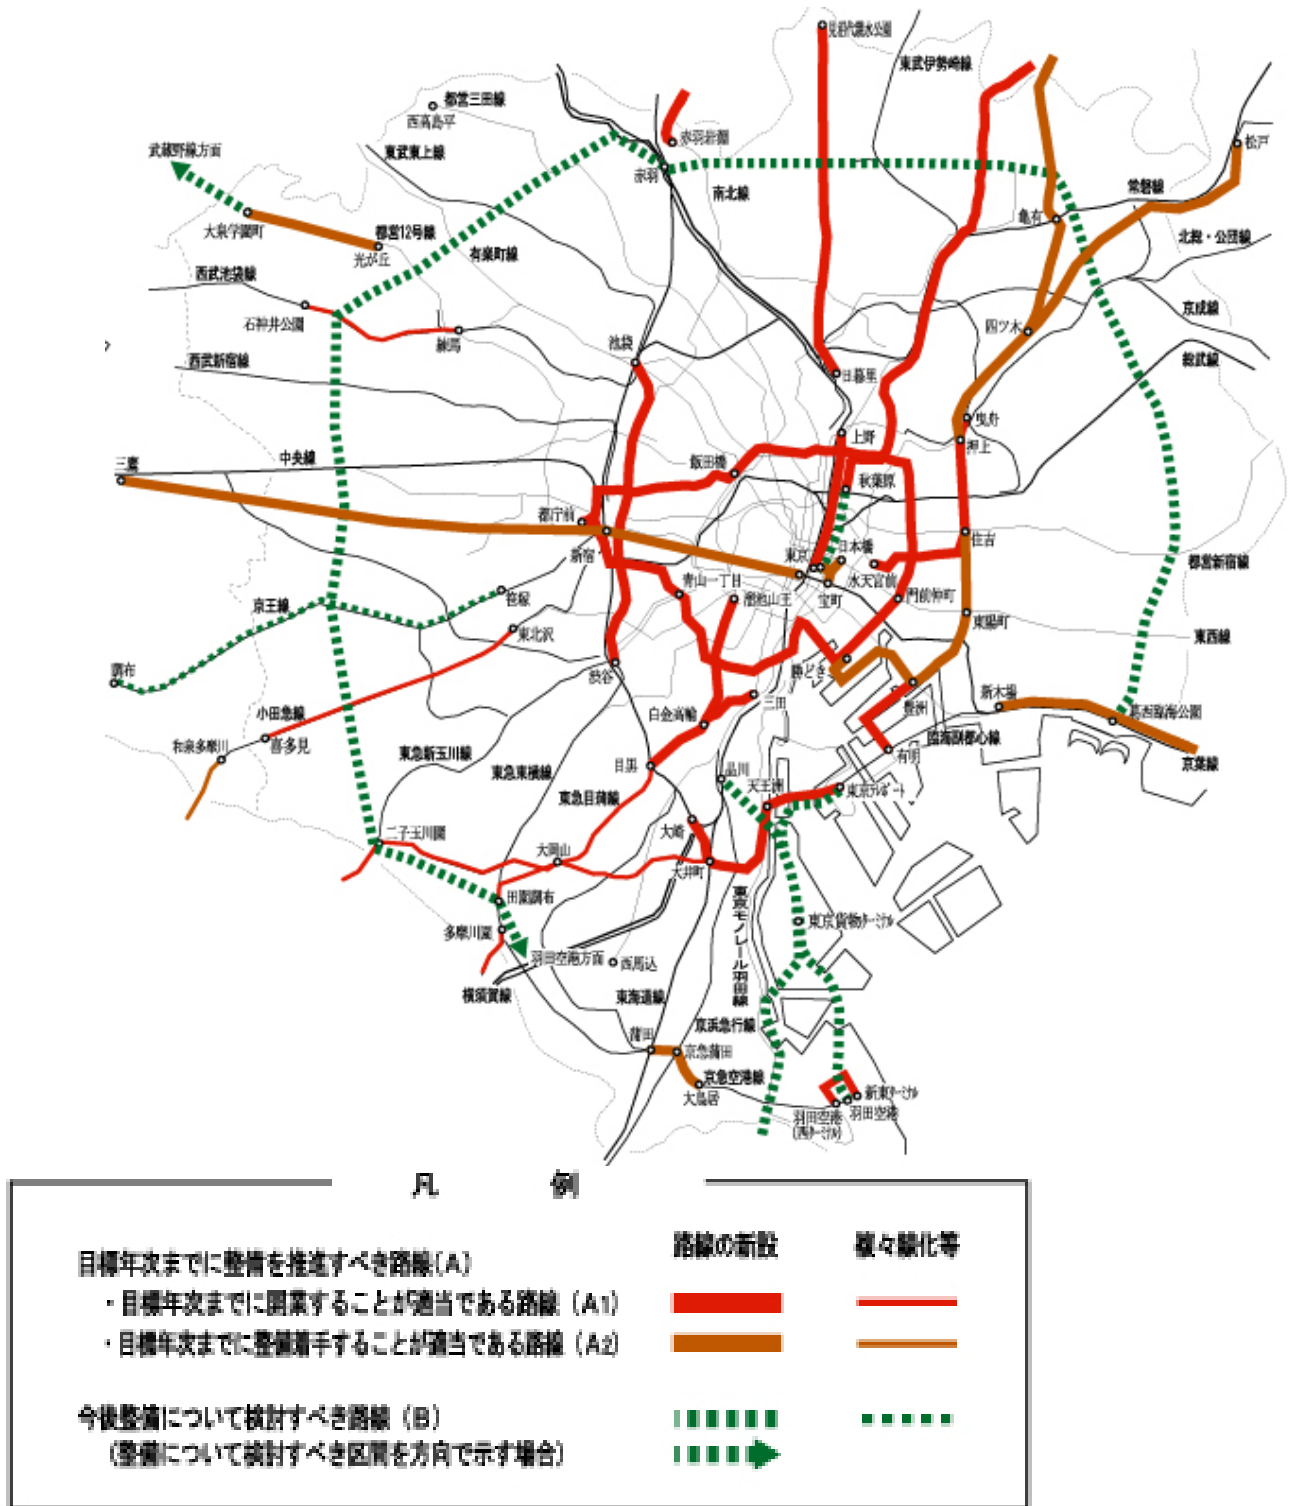 見沼代親水公園
東武伊勢崎線
都営三田線
西高島平
赤羽岩淵
松戸
武蔵野線方面
東武東上線
赤羽
南北線
常磐線
亀有
大泉学園町
都営12号線
光が丘
有楽町線
北総・公団線
西武池袋線
石神井公園
練馬
京成線
四ツ木
池袋
日暮里
総武線
西武新宿線
曳舟
上野
押上
三鷹
中央線
飯田橋
秋葉原
都庁前
新宿
東京
日本橋
住吉
都営新宿線
青山一丁目
溜池山王
水天宮前
宝町
門前仲町
京王線
笹塚
東北沢
東陽町
東西線
調布
渋谷
勝どき
小田急線
白金高輪
三田
豊洲
新木場
葛西臨海公園
和泉多摩川
喜多見
東急新玉川線
東急東横線
目黒
品川
有明
臨海副都心線
京葉線
東急目蒲線
天王洲
東京テレポート
二子玉川園
大岡山
大崎
大井町
田園調布
多摩川園
東京モノレール羽田線
東京貨物ターミナル
羽田空港方面
西馬込
横須賀線
東海道線
京浜急行線
蒲田
京急蒲田
京急空港線
大鳥居
新東ターミナル
羽田空港
羽田空港
(西ターミナル)
凡 例
路線の新設 複々線化等
目標年次までに整備を推進すべき路線(A)
・目標年次までに開業することが適当である路線(A1)
・目標年次までに整備着手することが適当である路線(A2)
今後整備について検討すべき路線(B)
(整備について検討すべき区間を方向で示す場合)